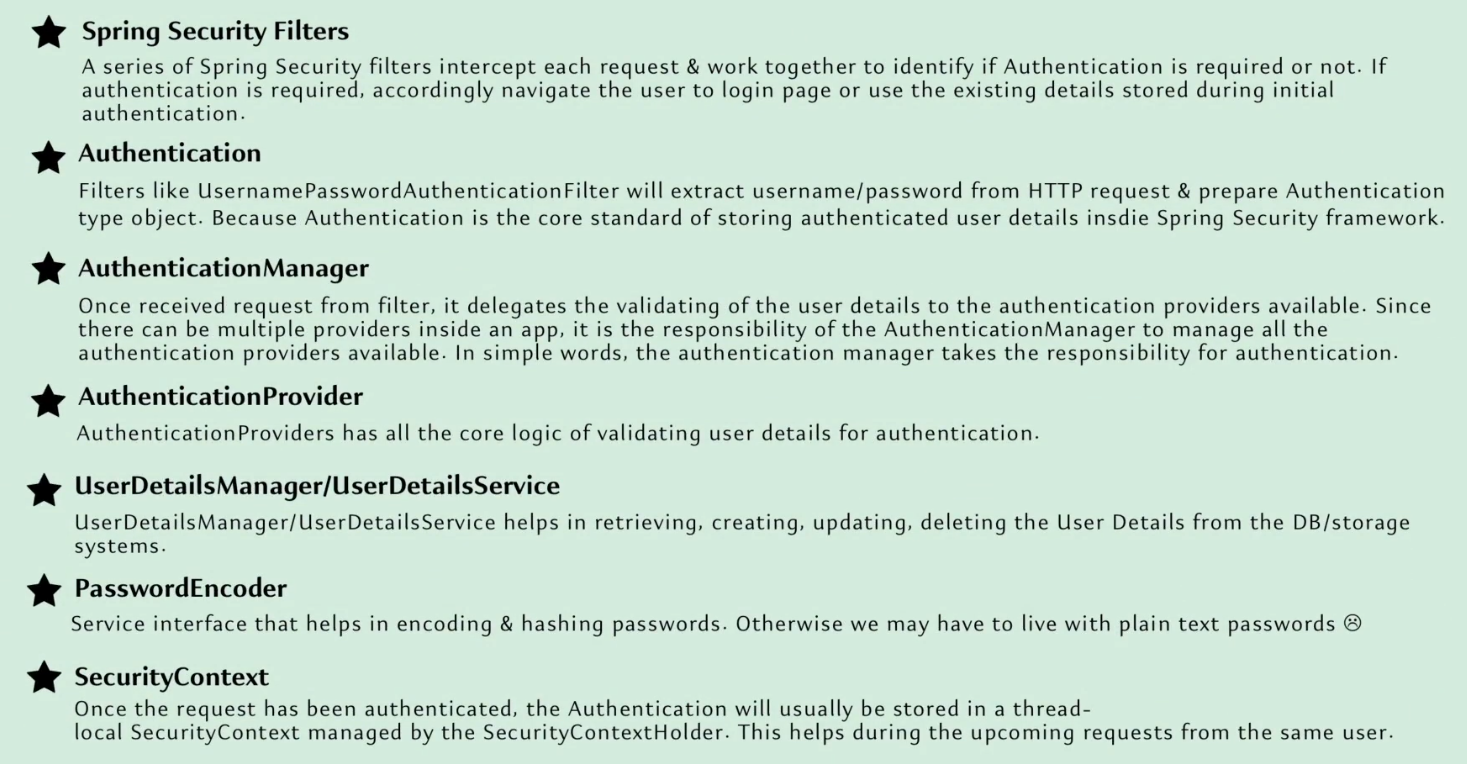 Spring Security Filters
A series of Spring Security filters intercept each request & work together to identify if Authentication is required or not. If
authentication is required, accordingly navigate the user to login page or use the existing details stored during initial
authentication.
Authentication
Filters like UsernamePasswordAuthenticationFilter will extract username/password from HTTP request & prepare Authentication
type object. Because Authentication is the core standard of storing authenticated user details insdie Spring Security framework.
AuthenticationManager
Once received request from filter, it delegates the validating of the user details to the authentication providers available. Since
there can be multiple providers inside an app, it is the responsibility of the AuthenticationManager to manage all the
authentication providers available. In simple words, the authentication manager takes the responsibility for authentication.
AuthenticationProvider
AuthenticationProviders has all the core logic of validating user details for authentication.
UserDetailsManager/UserDetailsService
UserDetailsManager/UserDetailsService helps in retrieving, creating, updating, deleting the User Details from the DB/storage
systems.
PasswordEncoder
Service interface that helps in encoding & hashing passwords. Otherwise we may have to live with plain text passwords ☹
SecurityContext
Once the request has been authenticated, the Authentication will usually be stored in a thread-
local SecurityContext managed by the SecurityContextHolder. This helps during the upcoming requests from the same user.